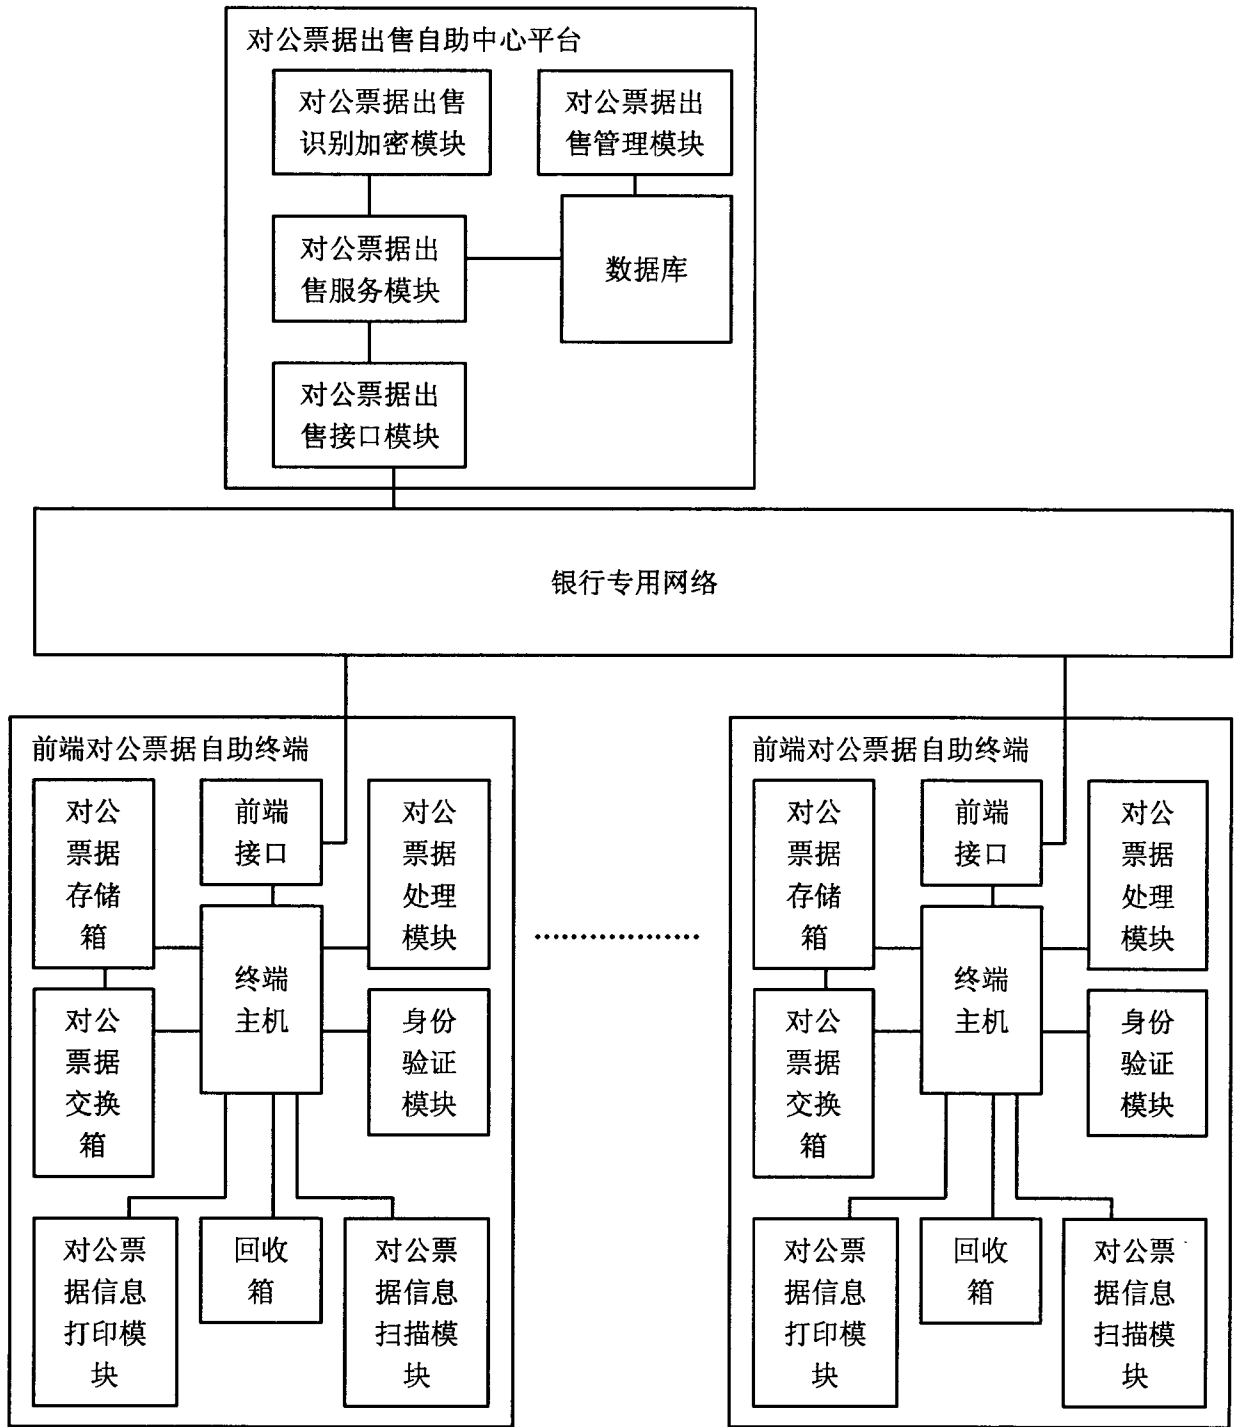 对公票据出售自助中心平台
对公票据出售
识别加密模块
对公票据出
售管理模块
对公票据出
售服务模块
数据库
对公票据出
售接口模块
银行专用网络
前端对公票据自助终端
对公
票据
存储
箱
前端
接口
对公
票据
处理
模块
终端
主机
对公
票据
交换
箱
身份
验证
模块
对公票
据信息
打印模
块
回收
箱
对公票
据信息
扫描模
块
前端对公票据自助终端
对公
票据
存储
箱
前端
接口
对公
票据
处理
模块
终端
主机
对公
票据
交换
箱
身份
验证
模块
对公票
据信息
打印模
块
回收
箱
对公票
据信息
扫描模
块